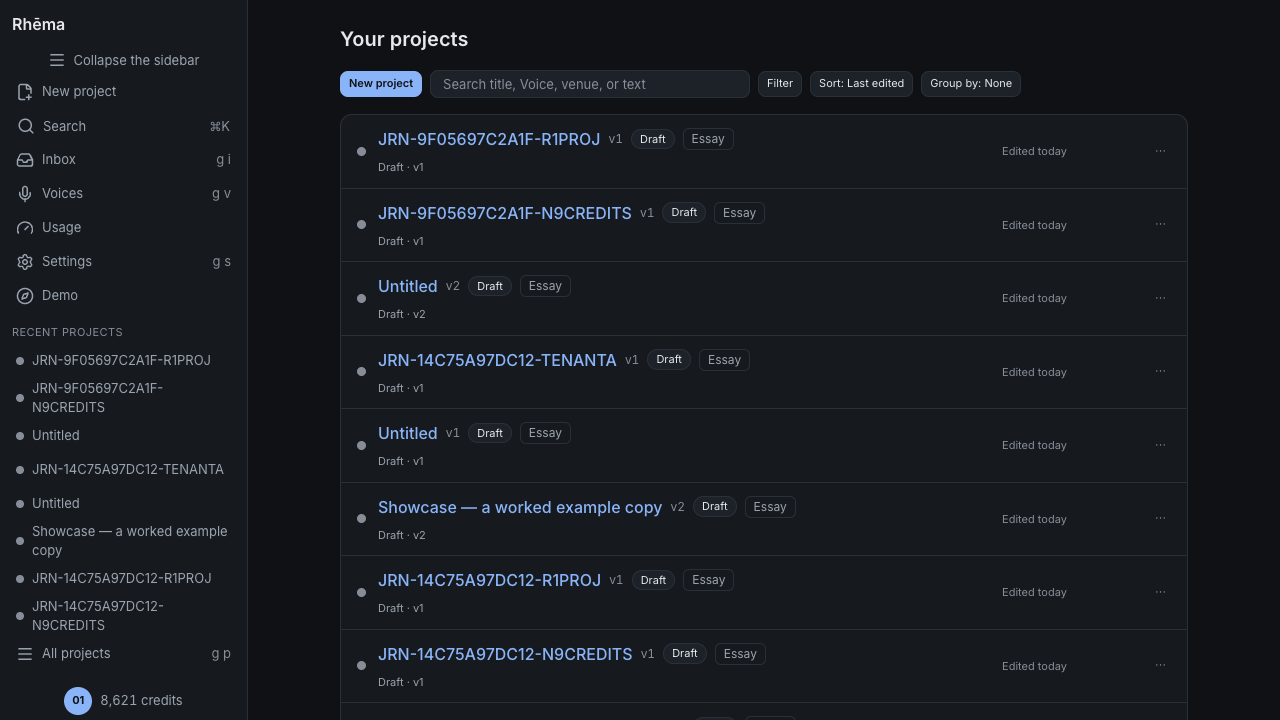 Rhēma
Collapse the sidebar
New project
Search ⌘K
Inbox g i
Voices g v
Usage
Settings g s
Demo
RECENT PROJECTS
JRN-9F05697C2A1F-R1PROJ
JRN-9F05697C2A1F-
N9CREDITS
Untitled
JRN-14C75A97DC12-TENANTA
Untitled
Showcase — a worked example
copy
JRN-14C75A97DC12-R1PROJ
JRN-14C75A97DC12-
N9CREDITS
All projects g p
01 8,621 credits
Your projects
New project Search title, Voice, venue, or text Filter Sort: Last edited Group by: None
JRN-9F05697C2A1F-R1PROJ v1 Draft Essay
Draft · v1
Edited today ...
JRN-9F05697C2A1F-N9CREDITS v1 Draft Essay
Draft · v1
Edited today ...
Untitled v2 Draft Essay
Draft · v2
Edited today ...
JRN-14C75A97DC12-TENANTA v1 Draft Essay
Draft · v1
Edited today ...
Untitled v1 Draft Essay
Draft · v1
Edited today ...
Showcase — a worked example copy v2 Draft Essay
Draft · v2
Edited today ...
JRN-14C75A97DC12-R1PROJ v1 Draft Essay
Draft · v1
Edited today ...
JRN-14C75A97DC12-N9CREDITS v1 Draft Essay
Draft · v1
Edited today ...